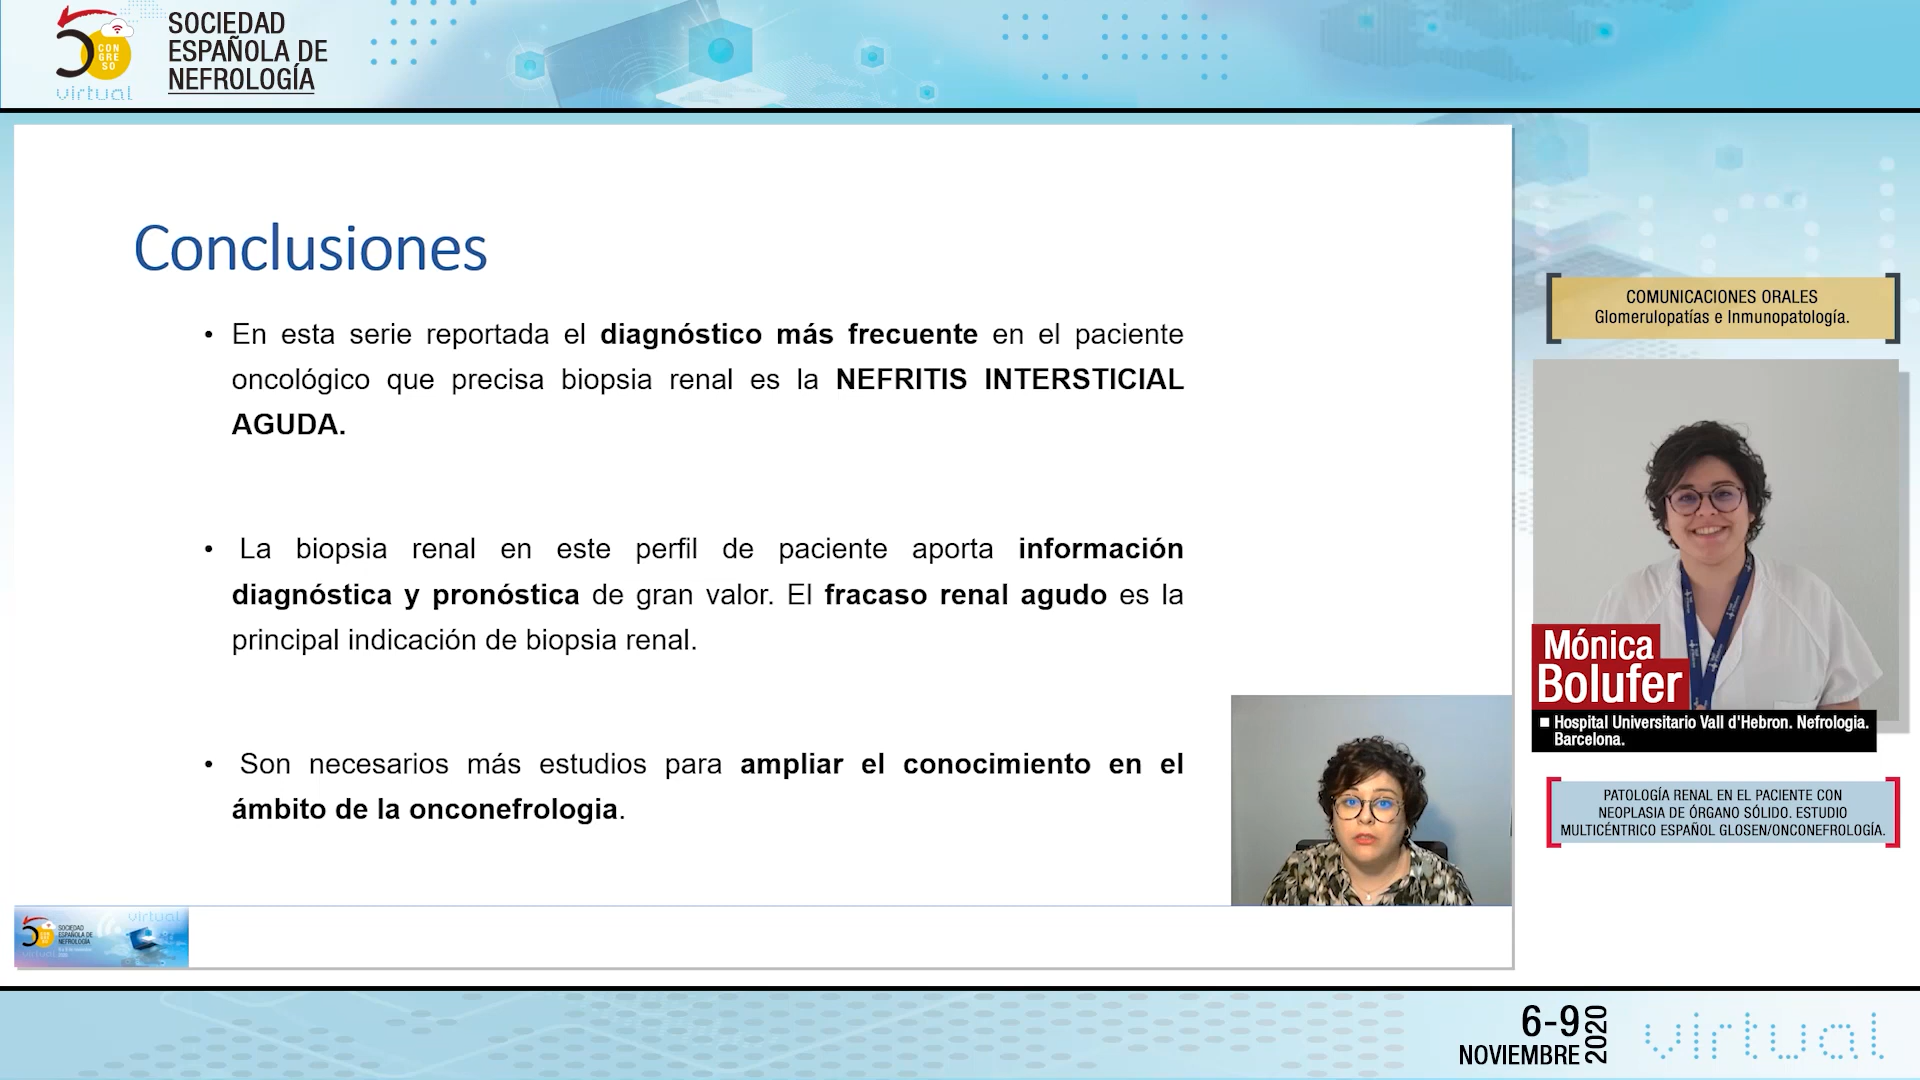 CON
GRE
SO
virtual
SOCIEDAD
ESPAÑOLA DE
NEFROLOGÍA
Conclusiones
• En esta serie reportada el diagnóstico más frecuente en el paciente
oncológico que precisa biopsia renal es la NEFRITIS INTERSTICIAL
AGUDA.
• La biopsia renal en este perfil de paciente aporta información
diagnóstica y pronóstica de gran valor. El fracaso renal agudo es la
principal indicación de biopsia renal.
• Son necesarios más estudios para ampliar el conocimiento en el
ámbito de la onconefrologia.
SOCIEDAD
ESPAÑOLA DE
NEFROLOGÍA
virtual
COMUNICACIONES ORALES
Glomerulopatías e Inmunopatología.
Mónica
Bolufer
Hospital Universitario Vall d'Hebron. Nefrologia.
Barcelona.
PATOLOGÍA RENAL EN EL PACIENTE CON
NEOPLASIA DE ÓRGANO SÓLIDO. ESTUDIO
MULTICÉNTRICO ESPAÑOL GLOSEN/ONCONEFROLOGÍA.
6-9
NOVIEMBRE
2020
virtual